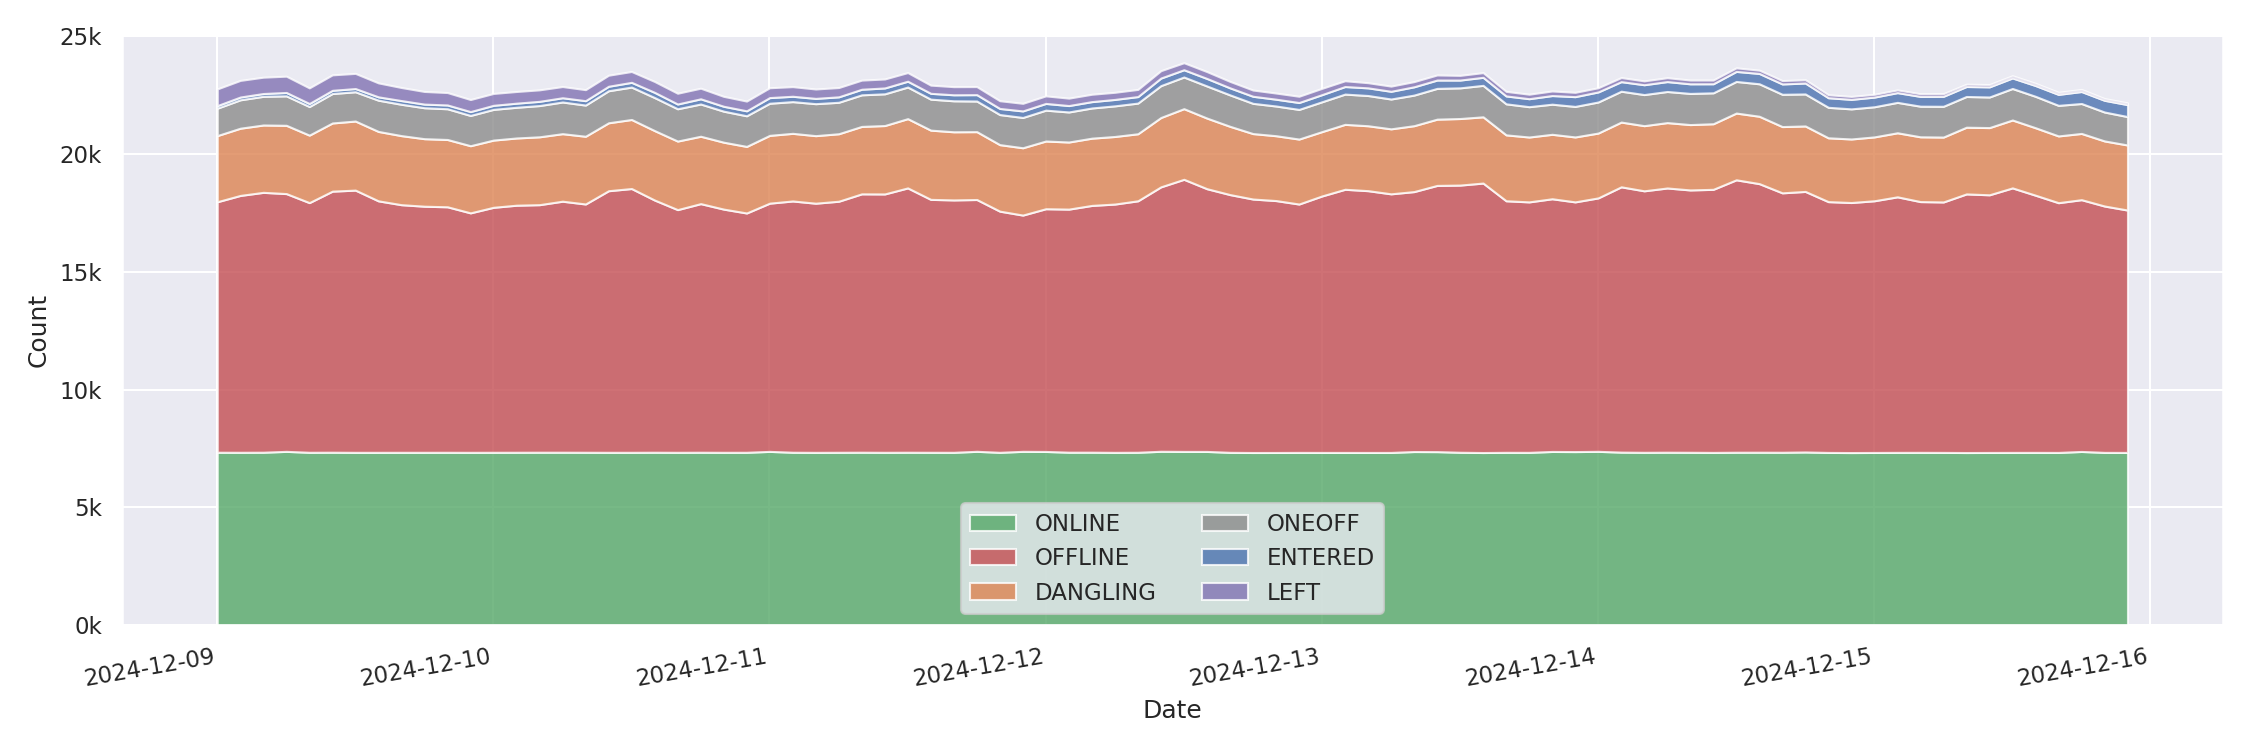 25k
20k
15k
10k
5k
0k
Count
ONLINE
OFFLINE
DANGLING
ONEOFF
ENTERED
LEFT
2024-12-09
2024-12-10
2024-12-11
2024-12-12
2024-12-13
2024-12-14
2024-12-15
2024-12-16
Date